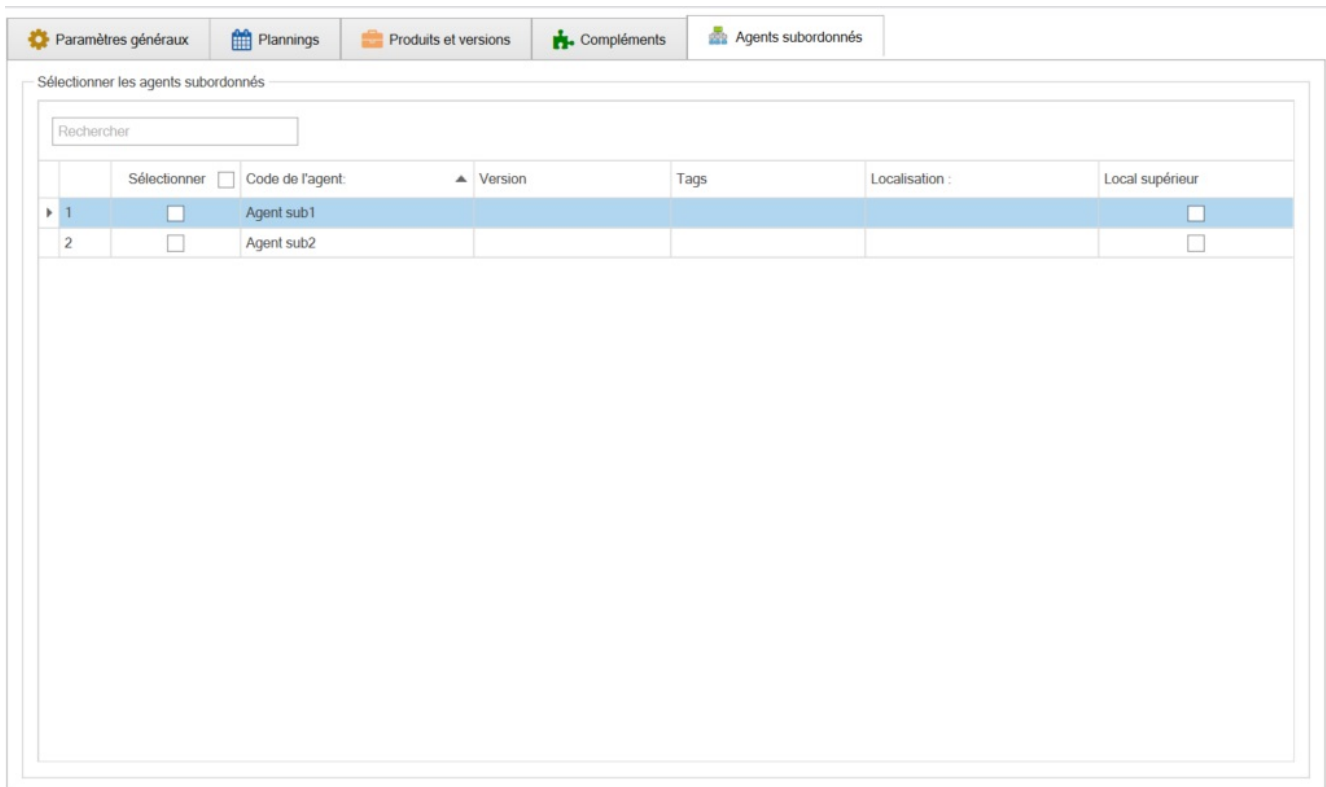 Paramètres généraux Plannings Produits et versions Compléments Agents subordonnés
Sélectionner les agents subordonnés
Rechercher
Sélectionner Code de l'agent: Version Tags Localisation : Local supérieur
1 Agent sub1
2 Agent sub2